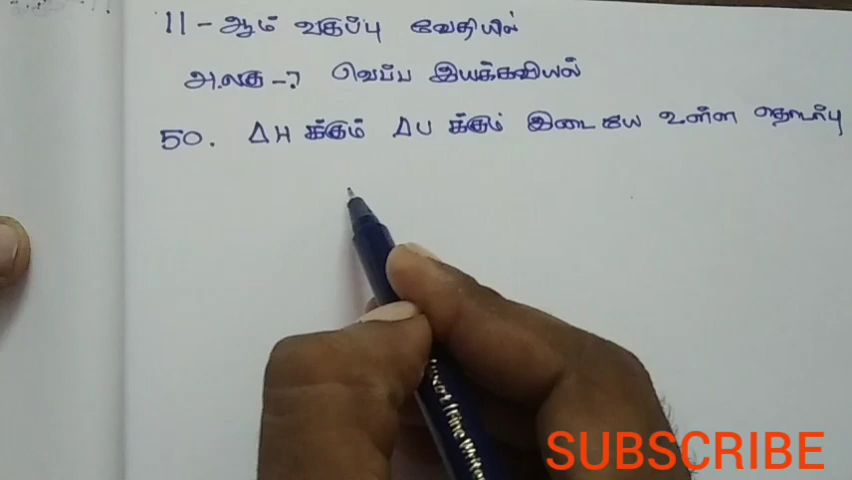 11 - ஆம் வகுப்பு வேதியியல்
அலகு -7 வெப்ப இயக்கவியல்
50. ΔH க்கும் ΔU க்கும் இடையே உள்ள தொடர்பு
SUBSCRIBE